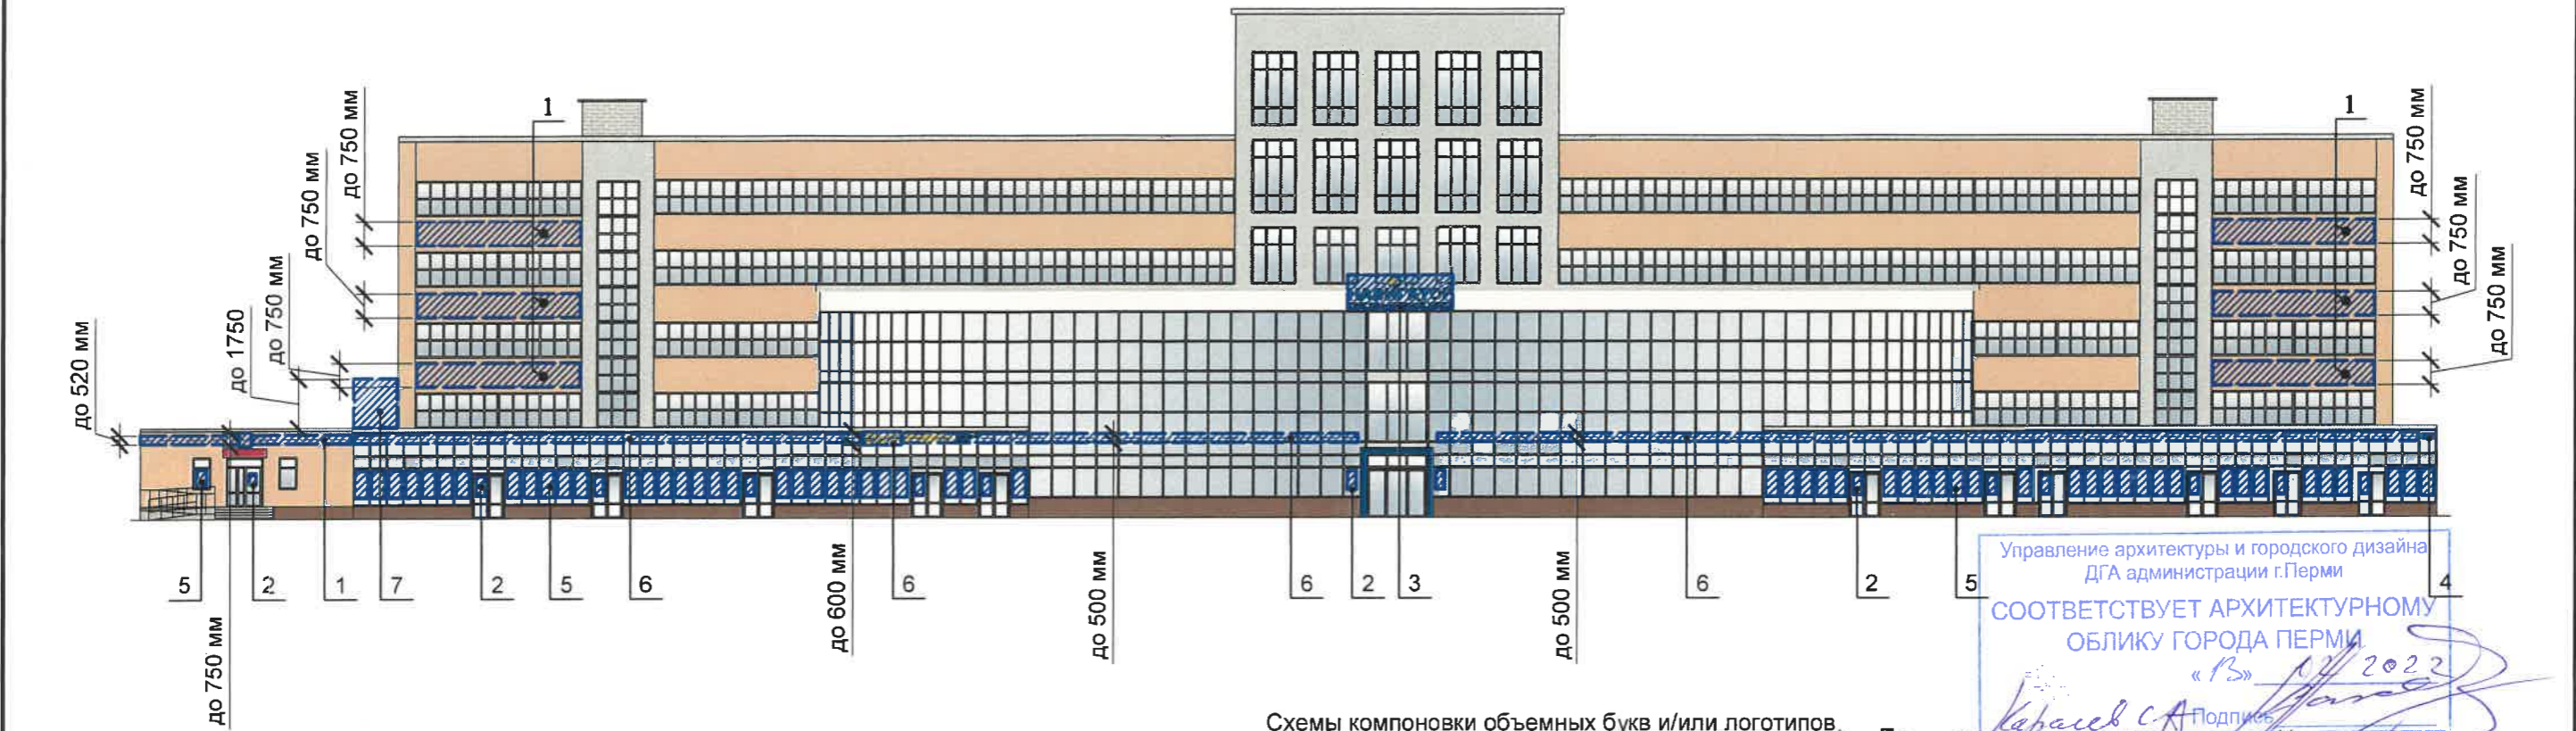 1
1
до 750 мм
до 750 мм
до 750 мм
до 1750
до 520 мм
до 750 мм
до 750 мм
до 750 мм
5
2
1
7
2
5
6
6
6
2
3
6
2
5
4
до 750 мм
до 600 мм
до 500 мм
до 500 мм
Управление архитектуры и городского дизайна
ДГА администрации г.Перми
СООТВЕТСТВУЕТ АРХИТЕКТУРНОМУ
ОБЛИКУ ГОРОДА ПЕРМИ
«13» 2022
Подпись
Схемы компоновки объемных букв и/или логотипов.